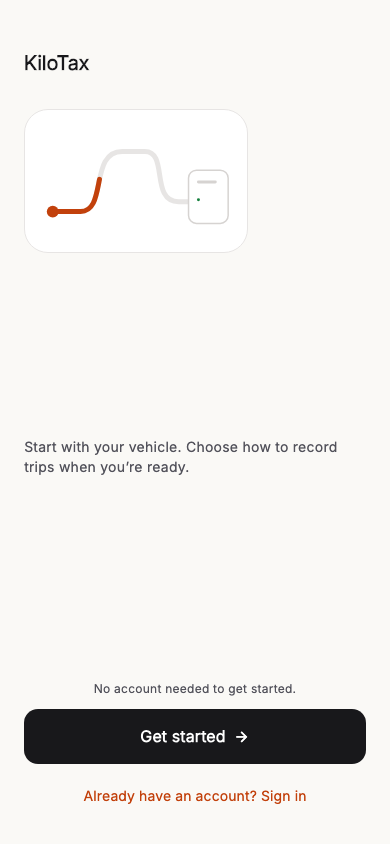 KiloTax
Start with your vehicle. Choose how to record
trips when you’re ready.
No account needed to get started.
Get started →
Already have an account? Sign in